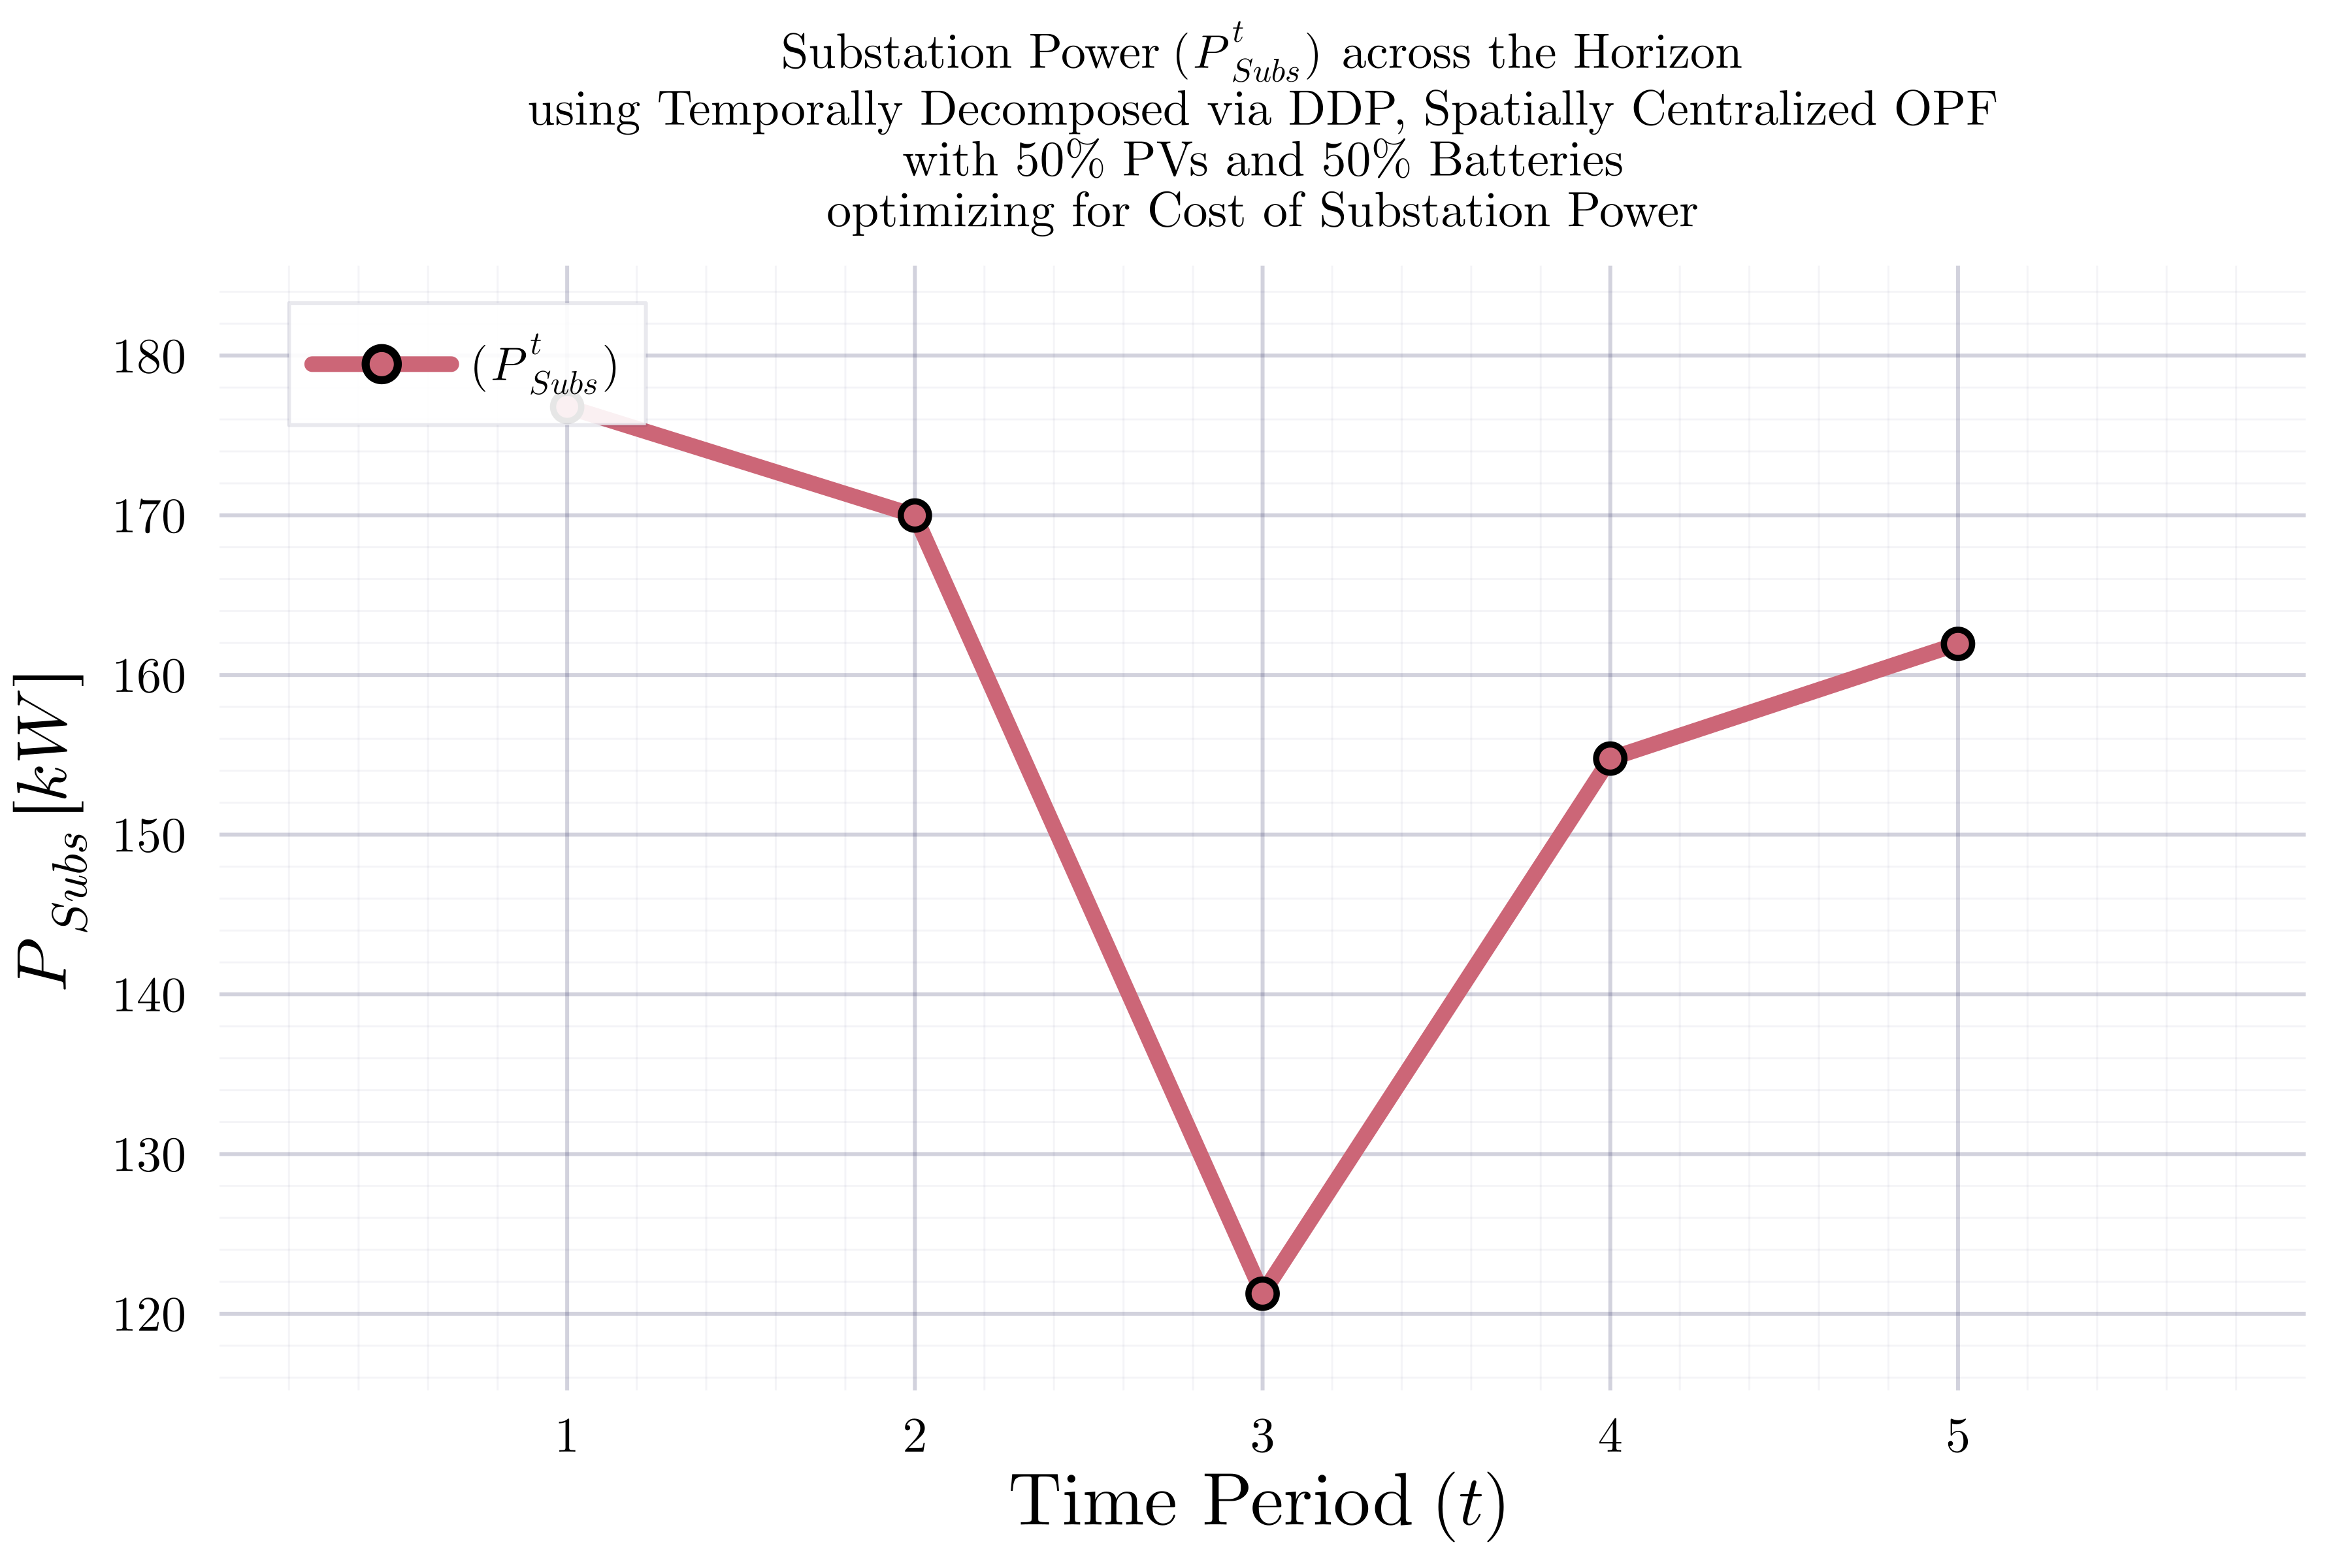 Substation Power (P^t_Subs) across the Horizon
using Temporally Decomposed via DDP, Spatially Centralized OPF
with 50% PVs and 50% Batteries
optimizing for Cost of Substation Power
(P^t_Subs)
P_Subs [kW]
180
170
160
150
140
130
120
1 2 3 4 5
Time Period (t)